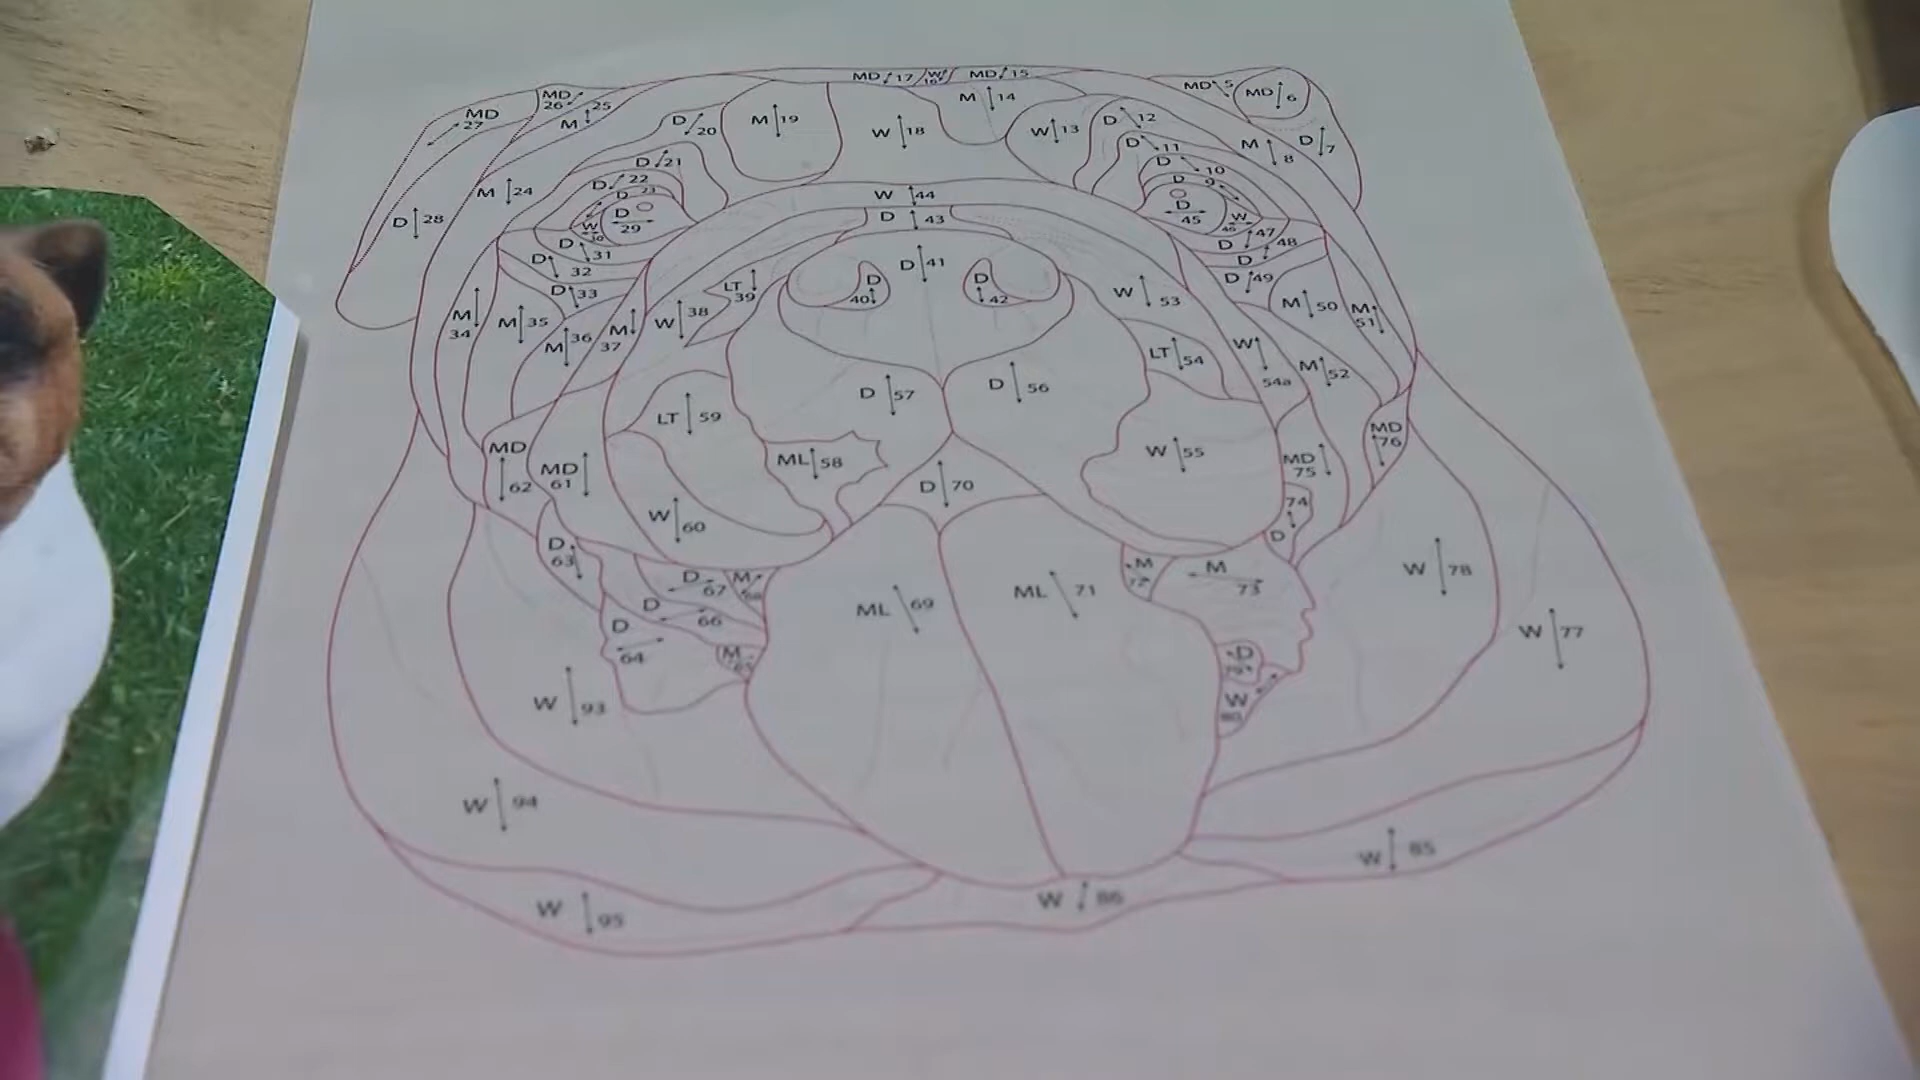 MD 17
W 16
MD 15
MD 5
MD 6
MD 26
25
M
MD 27
M 14
M 19
D 20
W 18
W 13
D 12
D 11
M 8
D 7
D 21
D 10
D 22
D 23
D 9
M 24
W 44
D 28
D 29
W
D 43
D 45
W 46
D 47
D 31
D 48
D 32
D 49
D 33
D 41
D 40
D 42
LT 39
W 53
M 34
M 35
M 36
M 37
W 38
M 50
M 51
LT 54
W 54a
M 52
D 57
D 56
LT 59
MD 76
MD 62
MD 61
ML 58
W 55
MD 75
D 70
74
D
W 60
D 63
D 67
M
M
M 73
W 78
D 66
ML 69
ML 71
D 64
M 65
D
W 77
W 93
W 80
W 94
W 85
W 95
W 86